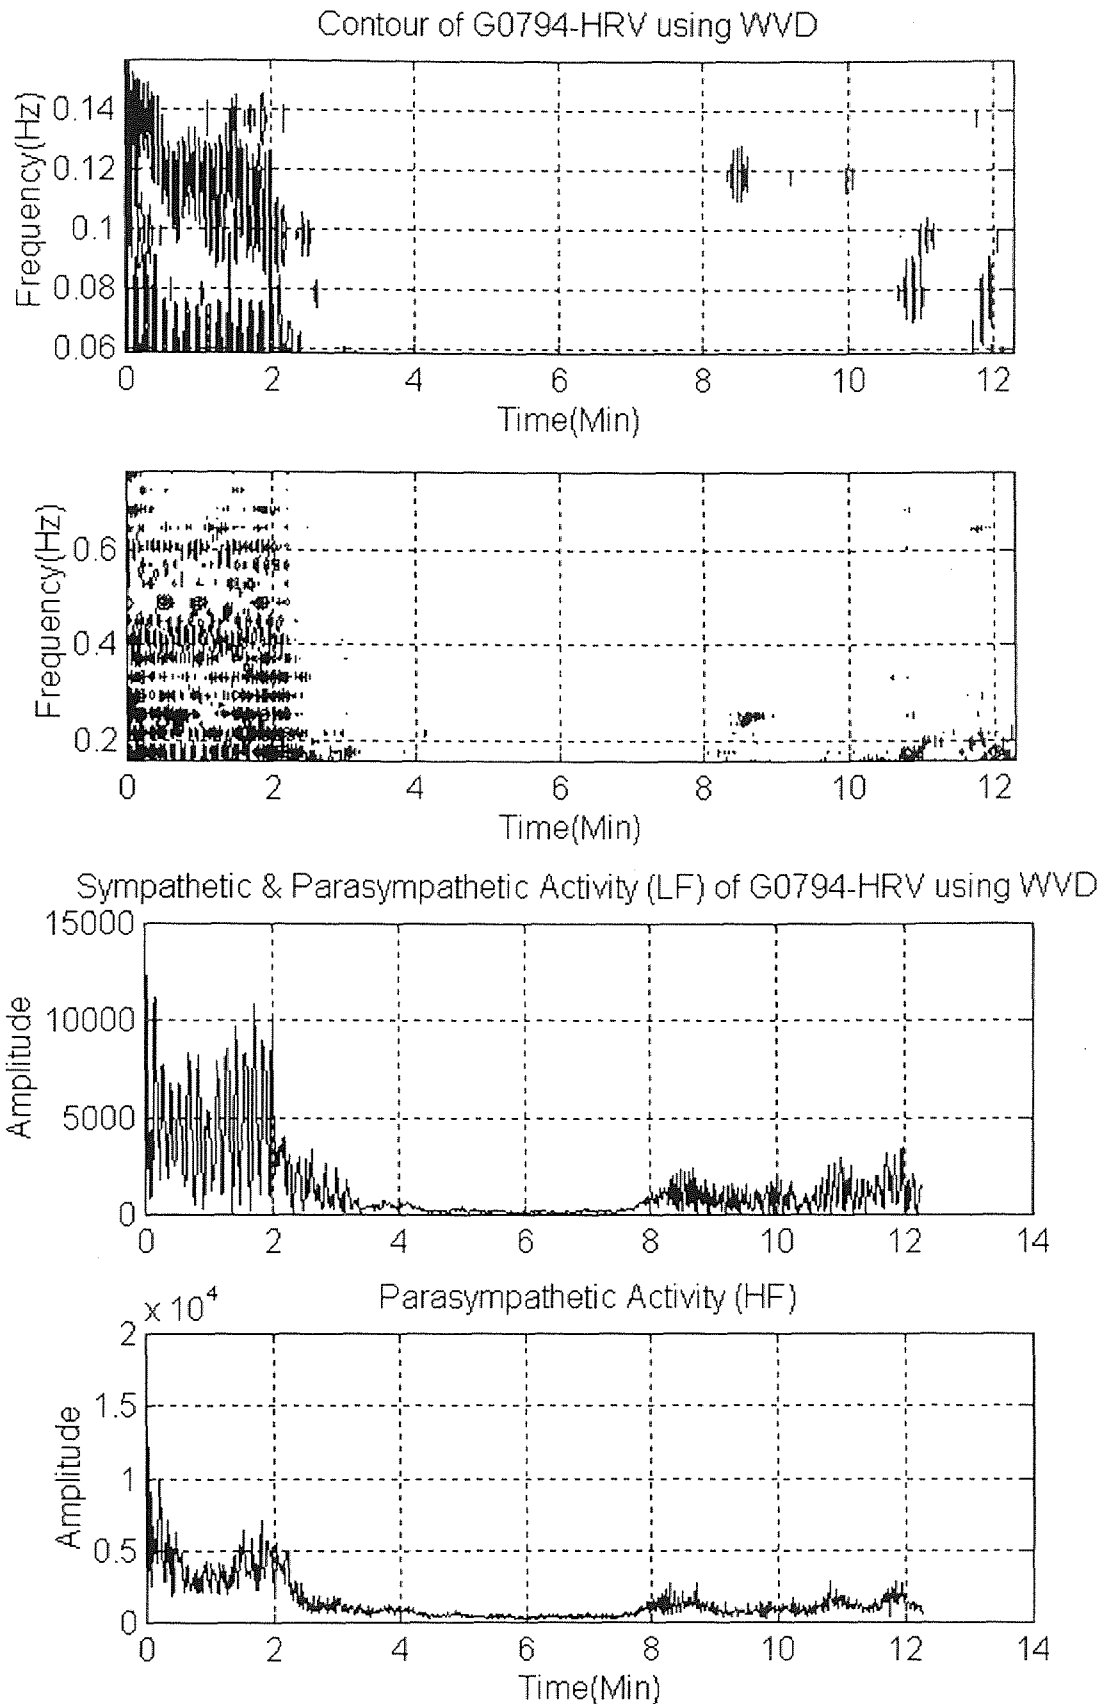 Contour of G0794-HRV using WVD
Frequency(Hz)
0.14
0.12
0.1
0.08
0.06
0 2 4 6 8 10 12
Time(Min)
Frequency(Hz)
0.6
0.4
0.2
0 2 4 6 8 10 12
Time(Min)
Sympathetic & Parasympathetic Activity (LF) of G0794-HRV using WVD
Amplitude
15000
10000
5000
0
0 2 4 6 8 10 12 14
Parasympathetic Activity (HF)
x 10^4
Amplitude
2
1.5
1
0.5
0
0 2 4 6 8 10 12 14
Time(Min)